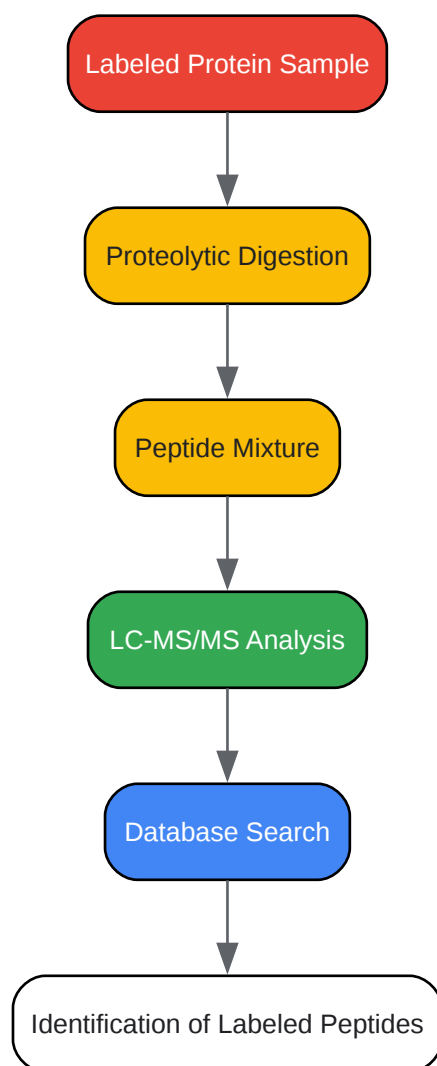 Labeled Protein Sample
Proteolytic Digestion
Peptide Mixture
LC-MS/MS Analysis
Database Search
Identification of Labeled Peptides